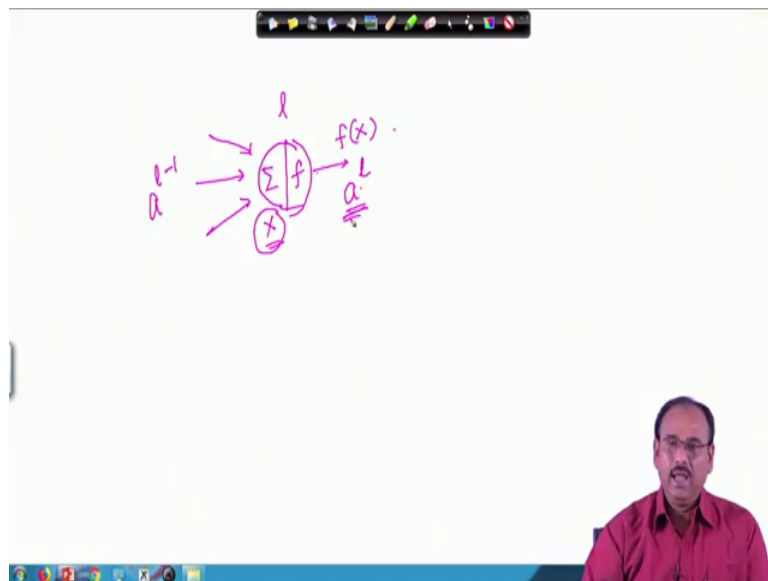 l
f(x).
a^{l-1}
Σ | f
a^l
x